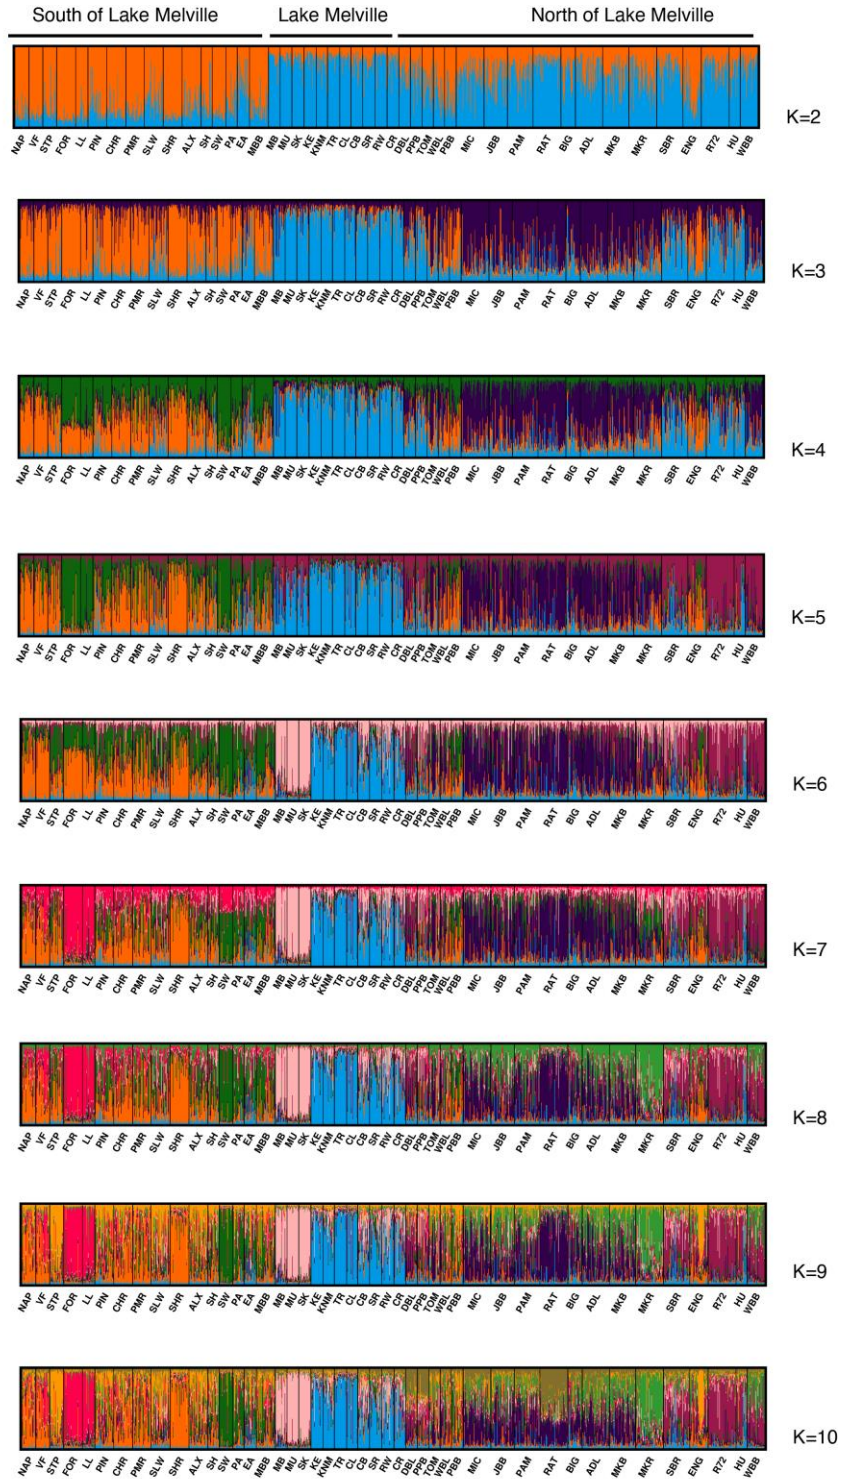 South of Lake Melville Lake Melville North of Lake Melville
K=2
NAP VF STP FOR LL PIN CHR PMR SLW SHR ALX SH SW PA EA MBB MB MU SK KE KNM TR CL CB SR RW CR DBL PPB TOM WBL PBB MIC JBB PAM RAT BIG ADL MKB MKR SBR ENG R72 HU WBB
K=3
NAP VF STP FOR LL PIN CHR PMR SLW SHR ALX SH SW PA EA MBB MB MU SK KE KNM TR CL CB SR RW CR DBL PPB TOM WBL PBB MIC JBB PAM RAT BIG ADL MKB MKR SBR ENG R72 HU WBB
K=4
NAP VF STP FOR LL PIN CHR PMR SLW SHR ALX SH SW PA EA MBB MB MU SK KE KNM TR CL CB SR RW CR DBL PPB TOM WBL PBB MIC JBB PAM RAT BIG ADL MKB MKR SBR ENG R72 HU WBB
K=5
NAP VF STP FOR LL PIN CHR PMR SLW SHR ALX SH SW PA EA MBB MB MU SK KE KNM TR CL CB SR RW CR DBL PPB TOM WBL PBB MIC JBB PAM RAT BIG ADL MKB MKR SBR ENG R72 HU WBB
K=6
NAP VF STP FOR LL PIN CHR PMR SLW SHR ALX SH SW PA EA MBB MB MU SK KE KNM TR CL CB SR RW CR DBL PPB TOM WBL PBB MIC JBB PAM RAT BIG ADL MKB MKR SBR ENG R72 HU WBB
K=7
NAP VF STP FOR LL PIN CHR PMR SLW SHR ALX SH SW PA EA MBB MB MU SK KE KNM TR CL CB SR RW CR DBL PPB TOM WBL PBB MIC JBB PAM RAT BIG ADL MKB MKR SBR ENG R72 HU WBB
K=8
NAP VF STP FOR LL PIN CHR PMR SLW SHR ALX SH SW PA EA MBB MB MU SK KE KNM TR CL CB SR RW CR DBL PPB TOM WBL PBB MIC JBB PAM RAT BIG ADL MKB MKR SBR ENG R72 HU WBB
K=9
NAP VF STP FOR LL PIN CHR PMR SLW SHR ALX SH SW PA EA MBB MB MU SK KE KNM TR CL CB SR RW CR DBL PPB TOM WBL PBB MIC JBB PAM RAT BIG ADL MKB MKR SBR ENG R72 HU WBB
K=10
NAP VF STP FOR LL PIN CHR PMR SLW SHR ALX SH SW PA EA MBB MB MU SK KE KNM TR CL CB SR RW CR DBL PPB TOM WBL PBB MIC JBB PAM RAT BIG ADL MKB MKR SBR ENG R72 HU WBB